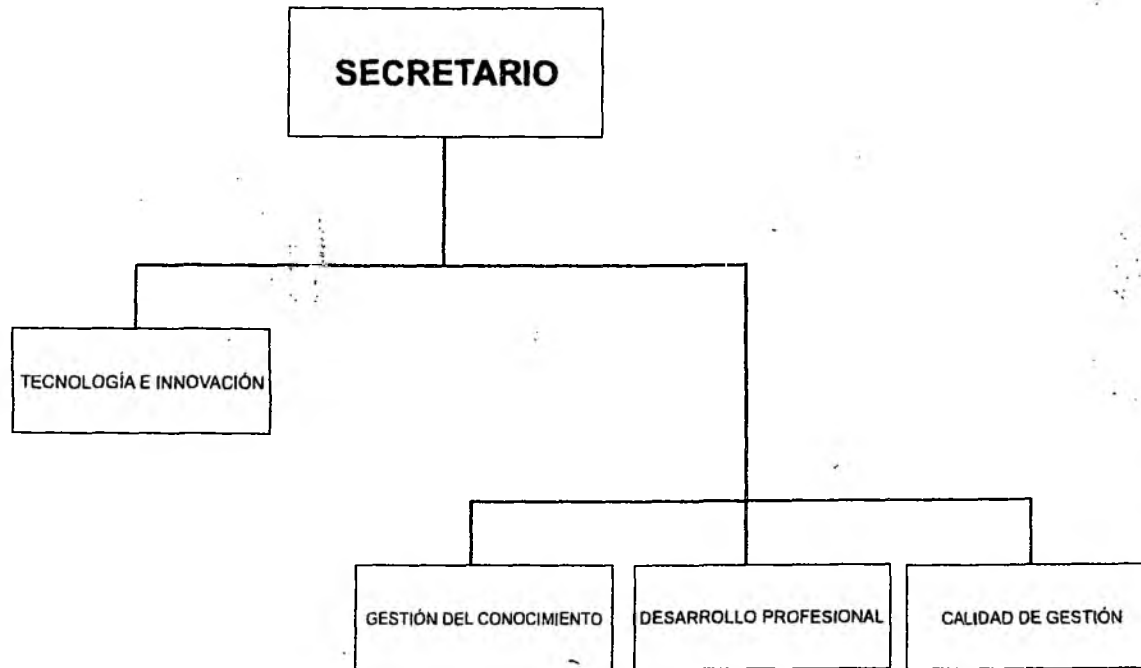 SECRETARIO
TECNOLOGÍA E INNOVACIÓN
GESTIÓN DEL CONOCIMIENTO
DESARROLLO PROFESIONAL
CALIDAD DE GESTIÓN